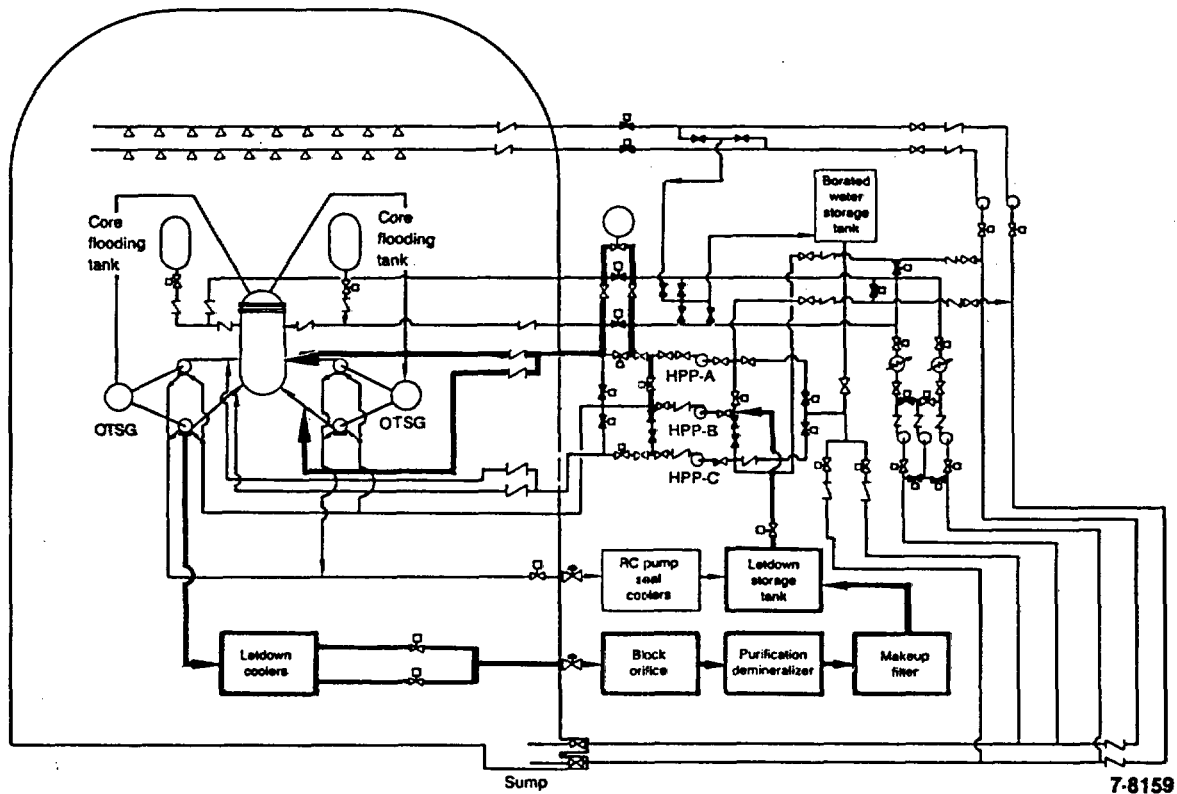 Borated
water
storage
tank
Core
flooding
tank
Core
flooding
tank
HPP-A
OTSG
OTSG
HPP-B
HPP-C
RC pump
seal
coolers
Letdown
storage
tank
Letdown
coolers
Block
orifice
Purification
demineralizer
Makeup
filter
Sump
7-8159